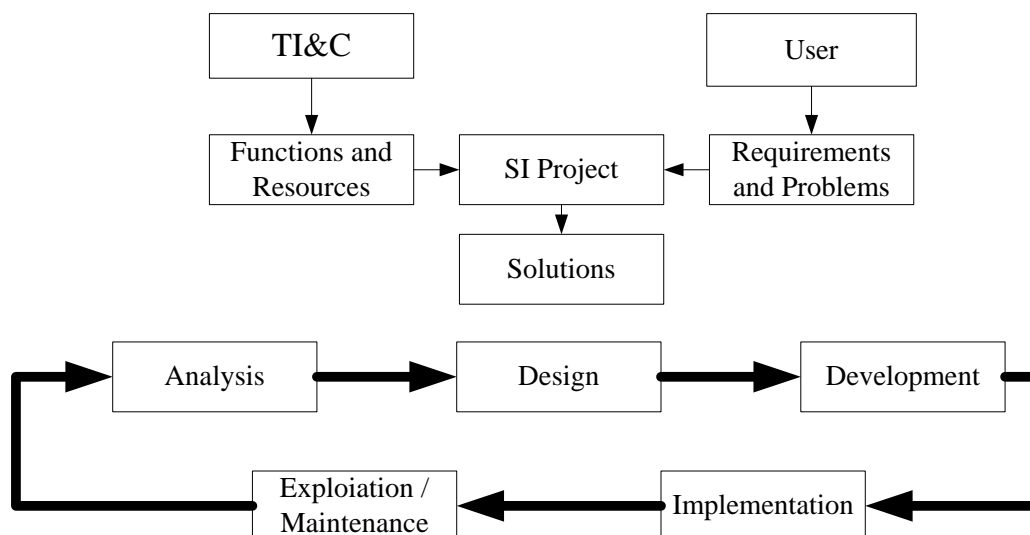 TI&C
User
Functions and
Resources
SI Project
Requirements
and Problems
Solutions
Analysis
Design
Development
Exploiation /
Maintenance
Implementation